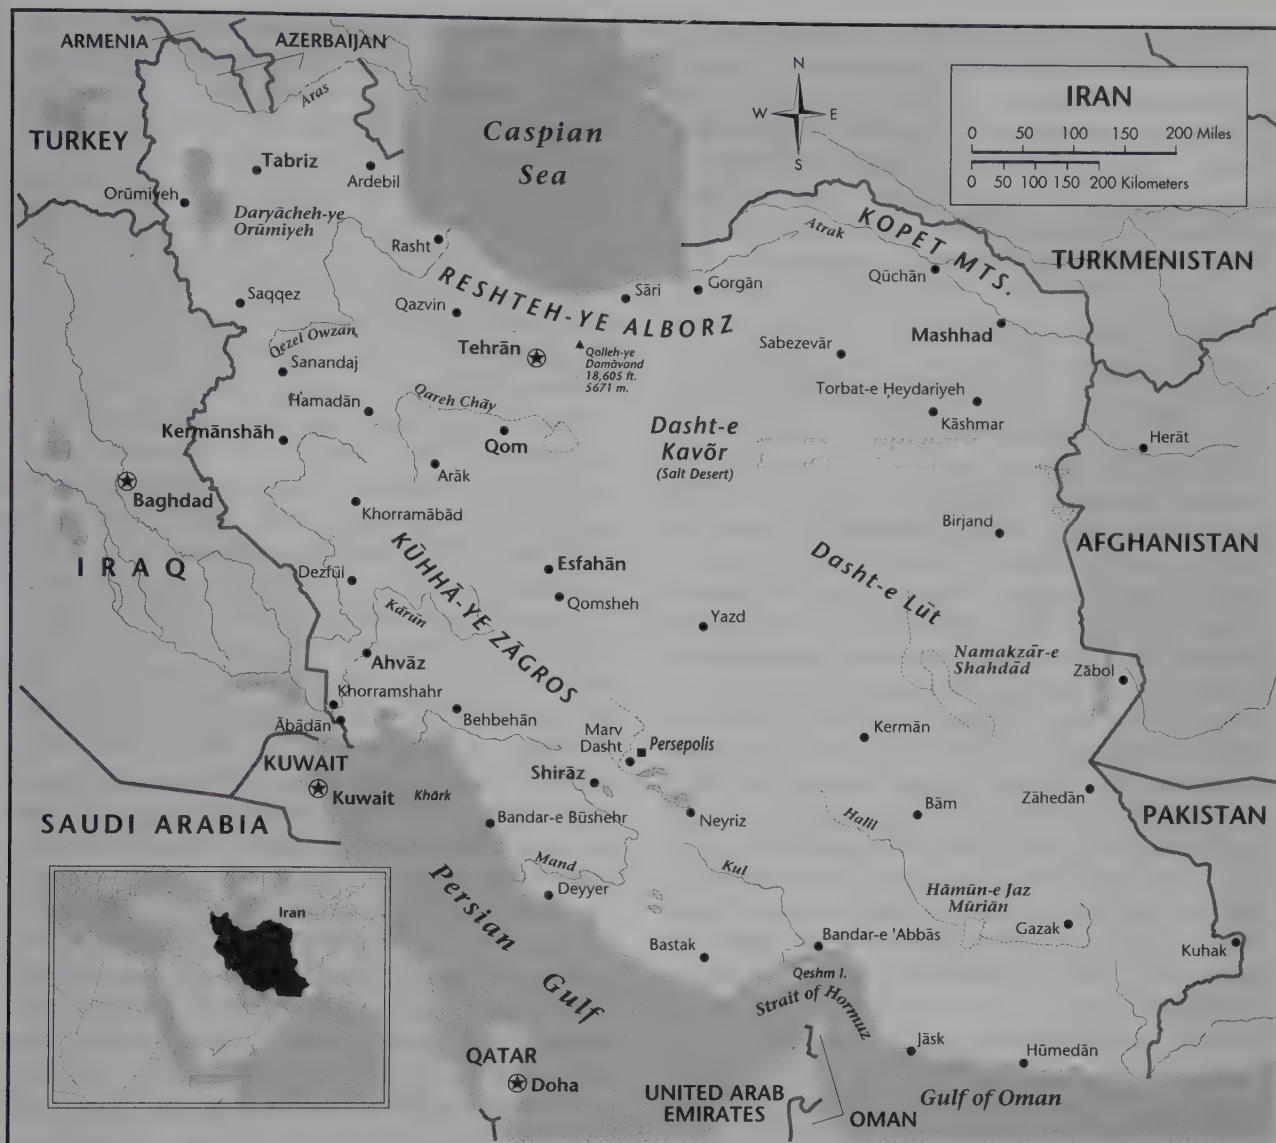 ARMENIA
AZERBAIJAN
Aras
TURKEY
Caspian
Sea
N
W
E
S
IRAN
0 50 100 150 200 Miles
0 50 100 150 200 Kilometers
Tabriz
Ardebil
Orūmīyeh
Daryācheh-ye
Orūmīyeh
Rasht
RESHTEH-YE ALBORZ
Atrak
KOPET MTS.
TURKMENISTAN
Qūchān
Sāri
Gorgān
Saqqez
Qazvin
Qezel Owzan
Tehrān
Qolleh-ye
Damāvand
18,605 ft.
5671 m.
Sabezevār
Mashhad
Sanandaj
Hamadān
Qareh Chāy
Torbat-e Ḥeydariyeh
Kāshmar
Kermānshāh
Qom
Dasht-e
Kavõr
(Salt Desert)
Herāt
Arāk
Baghdad
Khorramābād
Birjand
AFGHANISTAN
IRAQ
KŪHHĀ-YE ZĀGROS
Esfahān
Dasht-e Lūt
Dezfūl
Qomsheh
Kārūn
Yazd
Namakzār-e
Shahdād
Zābol
Ahvāz
Khorramshahr
Ābādān
Behbehān
Marv
Dasht
Persepolis
Kermān
KUWAIT
Kuwait
Khārk
Shirāz
Zāhedān
Bām
Neyriz
Halil
PAKISTAN
SAUDI ARABIA
Bandar-e Būshehr
Mand
Deyyer
Kul
Hāmūn-e Jaz
Mūriān
Gazak
Persian
Gulf
Iran
Bastak
Bandar-e 'Abbās
Kuhak
Qeshm I.
Strait of Hormuz
Jāsk
Hūmedān
QATAR
Doha
UNITED ARAB
EMIRATES
OMAN
Gulf of Oman